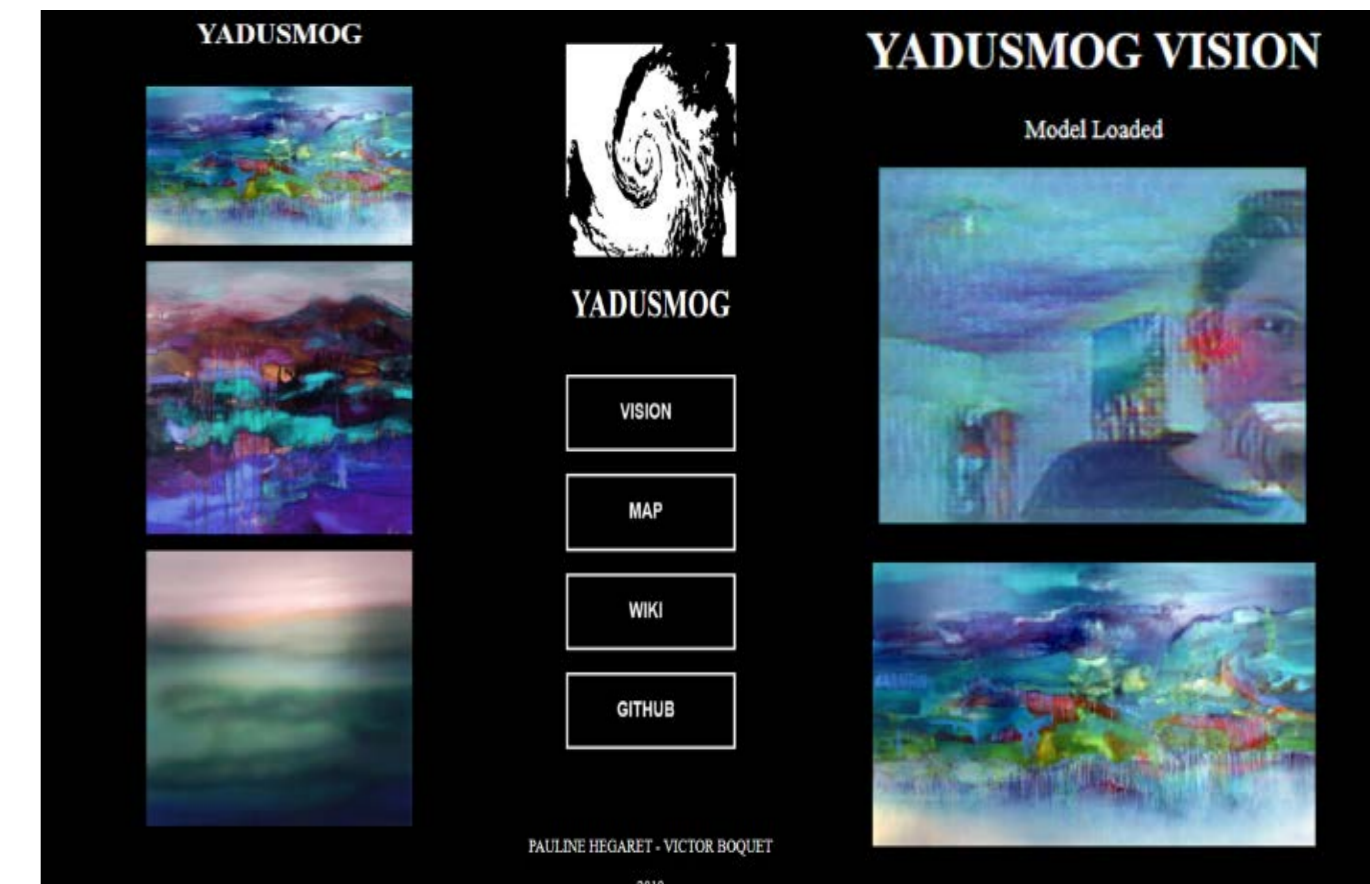 YADUSMOG
YADUSMOG
VISION
MAP
WIKI
GITHUB
PAULINE HEGARET - VICTOR BOQUET
YADUSMOG VISION
Model Loaded